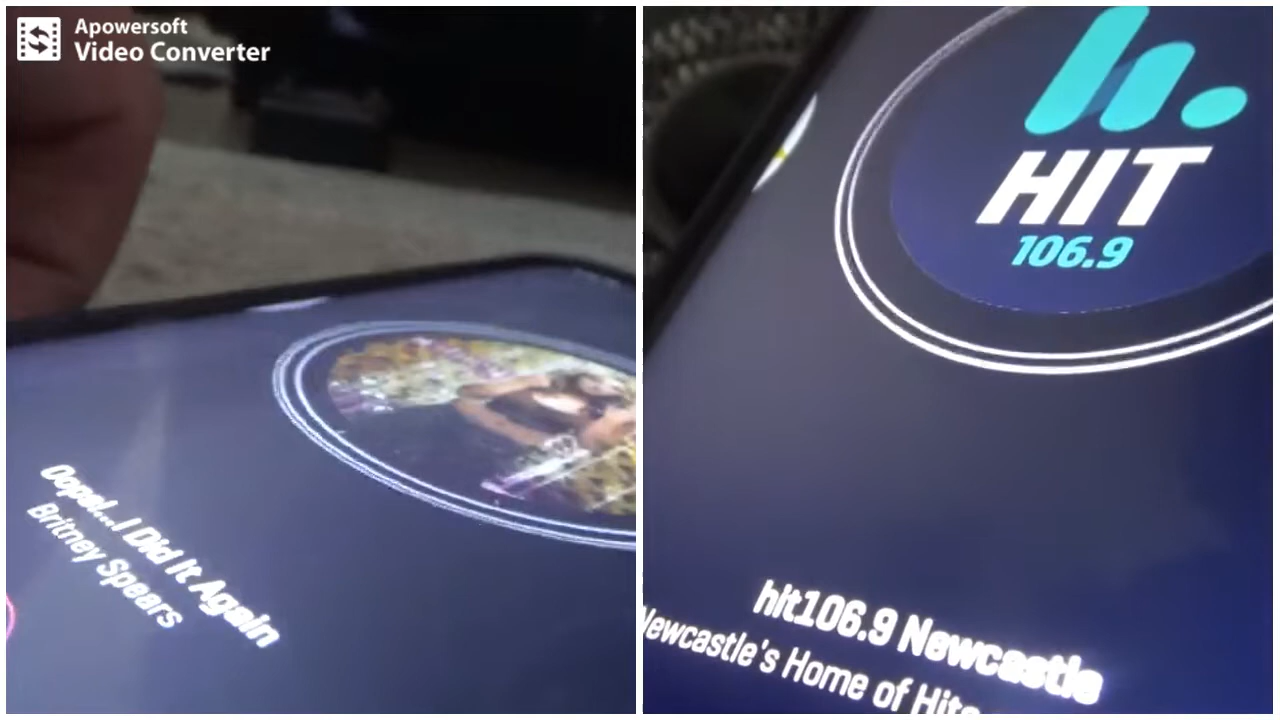 Apowersoft
Video Converter
Oops!...I Did It Again
Britney Spears
HIT
106.9
hit106.9 Newcastle
Newcastle's Home of Hits